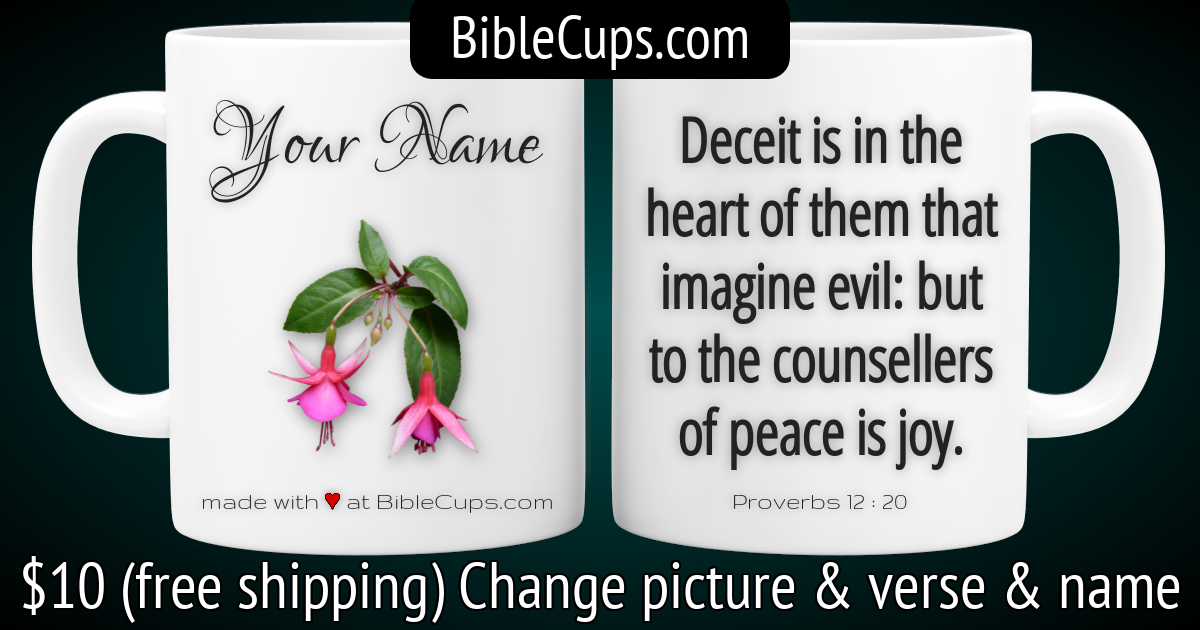 BibleCups.com
Your Name
made with ♥ at BibleCups.com
Deceit is in the
heart of them that
imagine evil: but
to the counsellers
of peace is joy.
Proverbs 12 : 20
$10 (free shipping) Change picture & verse & name